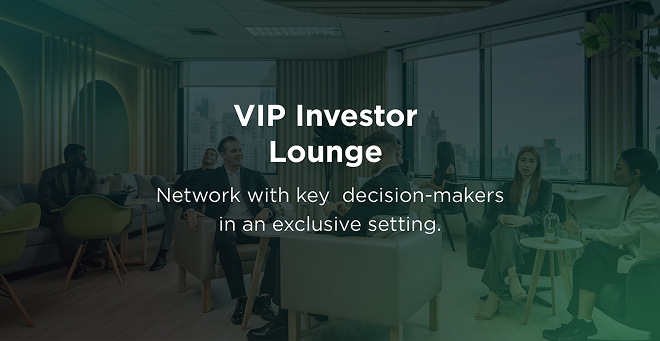 VIP Investor
Lounge
Network with key  decision-makers
in an exclusive setting.